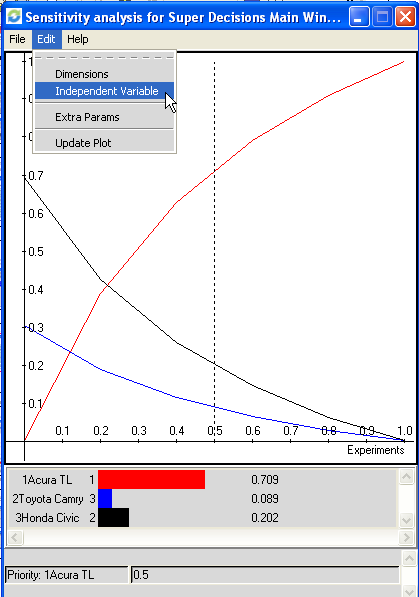 Sensitivity analysis for Super Decisions Main Win...
File Edit Help
Dimensions
Independent Variable
Extra Params
Update Plot
0.7
0.6
0.5
0.4
0.3
0.2
0.1
0.1 0.2 0.3 0.4 0.5 0.6 0.7 0.8 0.9 1.0
Experiments
1Acura TL 1 0.709
2Toyota Camry 3 0.089
3Honda Civic 2 0.202
Priority: 1Acura TL 0.5